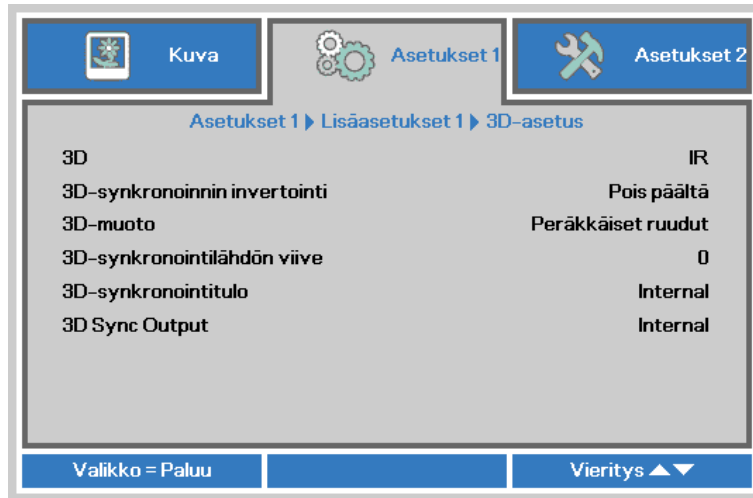 Kuva
Asetukset 1
Asetukset 2
Asetukset 1 ▶ Lisäasetukset 1 ▶ 3D-asetus
3D IR
3D-synkronoinnin invertointi Pois päältä
3D-muoto Peräkkäiset ruudut
3D-synkronointilähdön viive 0
3D-synkronointitulo Internal
3D Sync Output Internal
Valikko = Paluu
Vieritys ▲▼